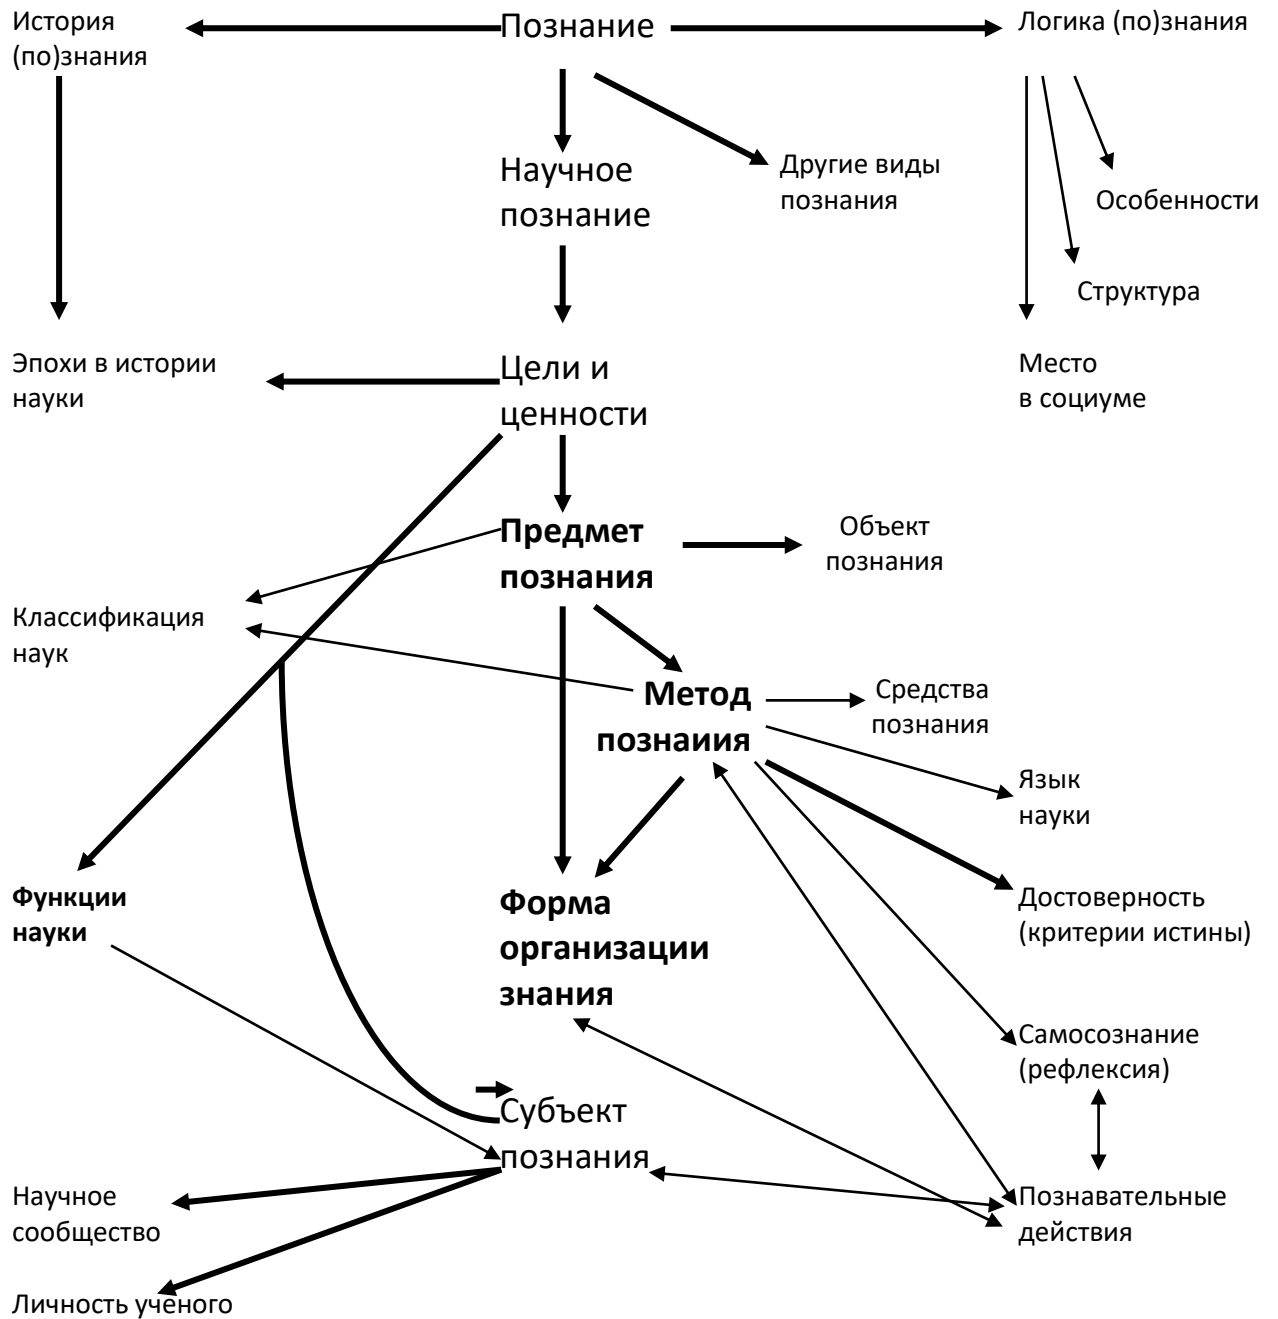 История
(по)знания
Познание
Логика (по)знания
Научное
познание
Другие виды
познания
Особенности
Структура
Эпохи в истории
науки
Цели и
ценности
Место
в социуме
Предмет
познания
Объект
познания
Классификация
наук
Метод
познаиия
Средства
познания
Язык
науки
Функции
науки
Форма
организации
знания
Достоверность
(критерии истины)
Самосознание
(рефлексия)
Субъект
познания
Научное
сообщество
Познавательные
действия
Личность ученого